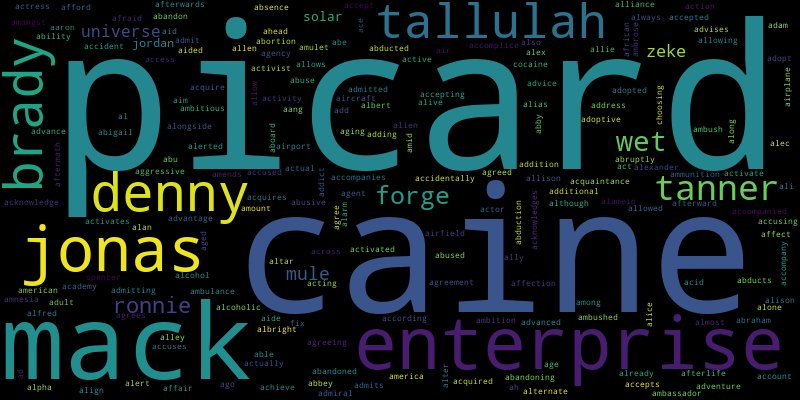 actress afford afterwards absence accept alliance action accepted always
amongst afraid abandon solar tallulah also advises adam
aaron universe aid ahead abe ace accomplice allowing
ability accident jordan admit allen abortion amulet allie african ambrose zeke adopt
brady picard aided agency abducted air alex airplane
access activist allows active cocaine
acquire abuse admitted accepting advice adopted choosing
aim ambitious allow activity aircraft albert alive alias address
advance al alongside aang add abby adoptive ambush along
abigail alerted aboard airport aging adding amid alien addition wet abruptly alec
aftermath abu amends accused actual accompanies accidentally agreed acquaintance act alexander ammunition activate
aggressive denny acquires addict agent forge allison additional tanner ali
acknowledge advantage amount abusive alarm agree actor abduction acknowledges although allowed alamein afterward accompanied
activates alan aged across activated airfield accusing
jonas caine altar abused ally affect accompany
spencer alcohol mule acting agreement affection acid abducts
american academy ambulance among alison
amnesia adult admitting ronnie alcoholic according ambition advanced ambushed alice almost abraham alone
alfred agrees aide albright fix enterprise
mack alley accuses able actually agreeing
ad alpha align alert affair ago achieve abbey abandoned admiral admits america alter acquired abandoning ah age alternate already accepts afterlife ambassador adventure account